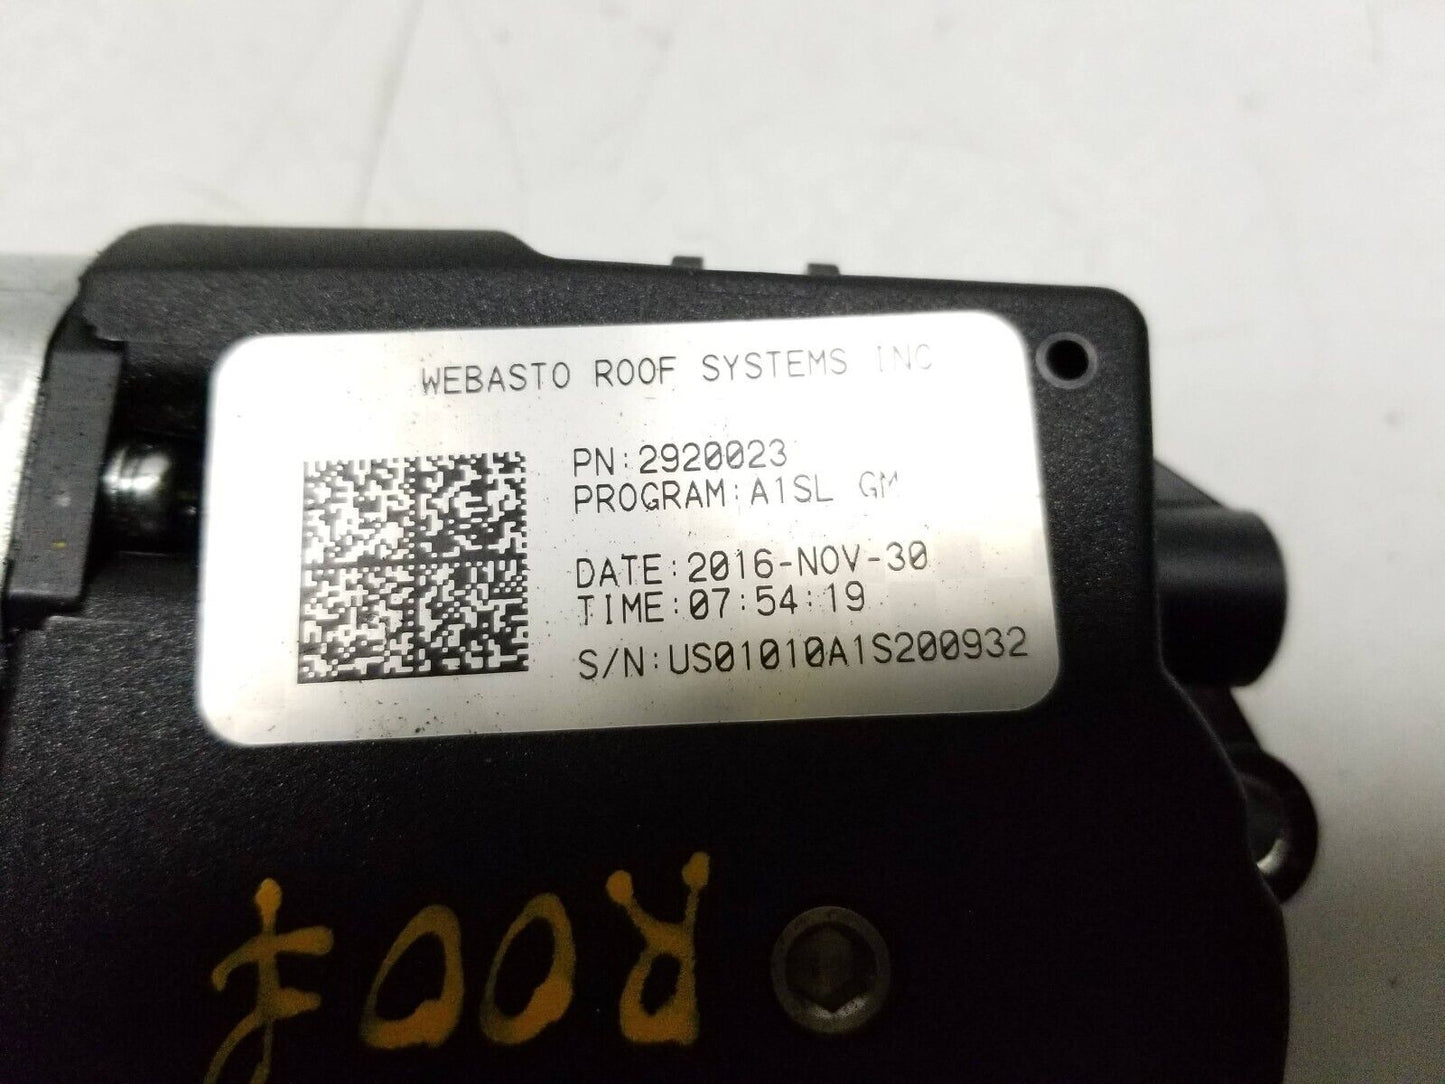 WEBASTO ROOF SYSTEMS INC
PN:2920023
PROGRAM:A1SL GM
DATE:2016-NOV-30
TIME:07:54:19
S/N:US01010A1S200932
ROOF